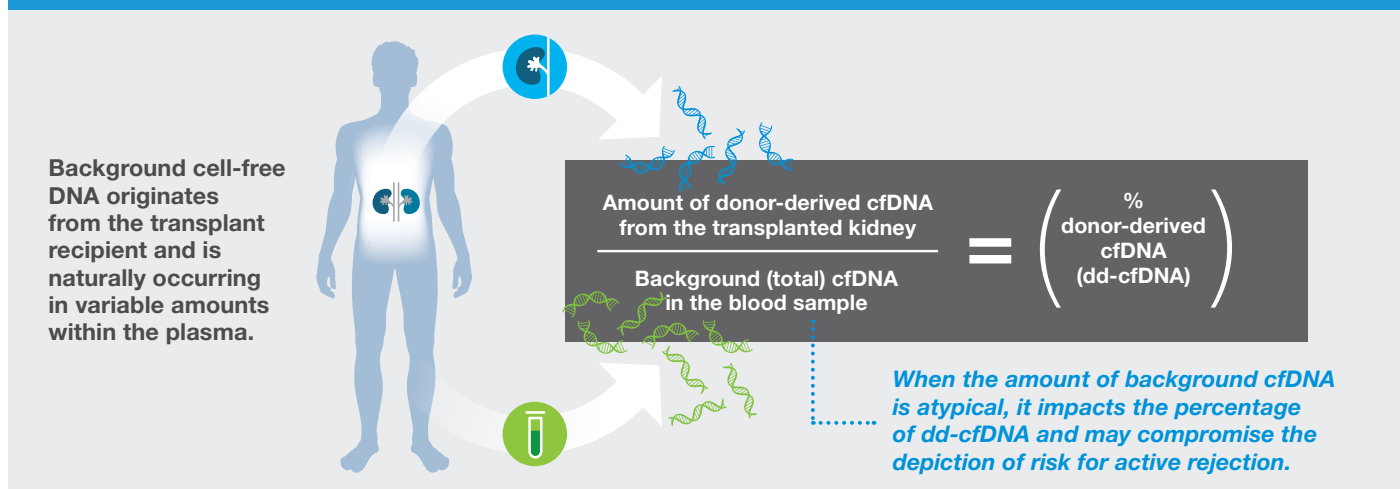 Background cell-free
DNA originates
from the transplant
recipient and is
naturally occurring
in variable amounts
within the plasma.
Amount of donor-derived cfDNA
from the transplanted kidney
Background (total) cfDNA
in the blood sample
=
(
%
donor-derived
cfDNA
(dd-cfDNA)
)
When the amount of background cfDNA
is atypical, it impacts the percentage
of dd-cfDNA and may compromise the
depiction of risk for active rejection.